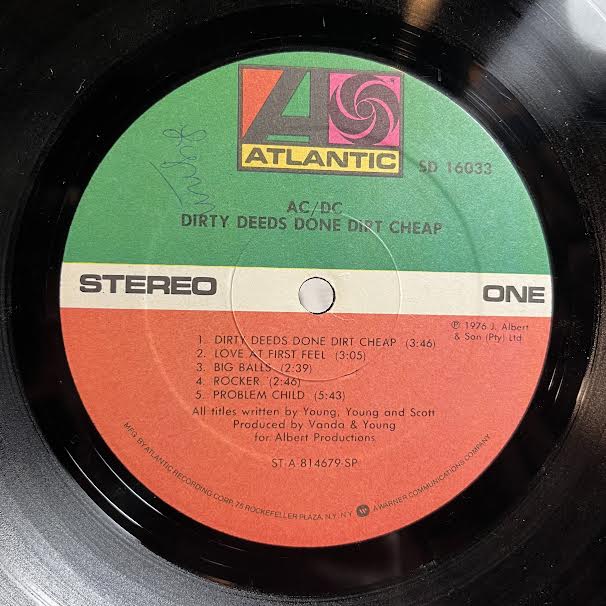 ATLANTIC
SD 16033
AC/DC
DIRTY DEEDS DONE DIRT CHEAP
STEREO
ONE
℗ 1976 J. Albert
& Son (Pty) Ltd
1. DIRTY DEEDS DONE DIRT CHEAP (3:46)
2. LOVE AT FIRST FEEL (3:05)
3. BIG BALLS (2:39)
4. ROCKER (2:46)
5. PROBLEM CHILD (5:43)
All titles written by Young, Young and Scott
Produced by Vanda & Young
for Albert Productions
ST-A-814679-SP
MFG. BY ATLANTIC RECORDING CORP., 75 ROCKEFELLER PLAZA, N.Y., N.Y. A WARNER COMMUNICATIONS COMPANY